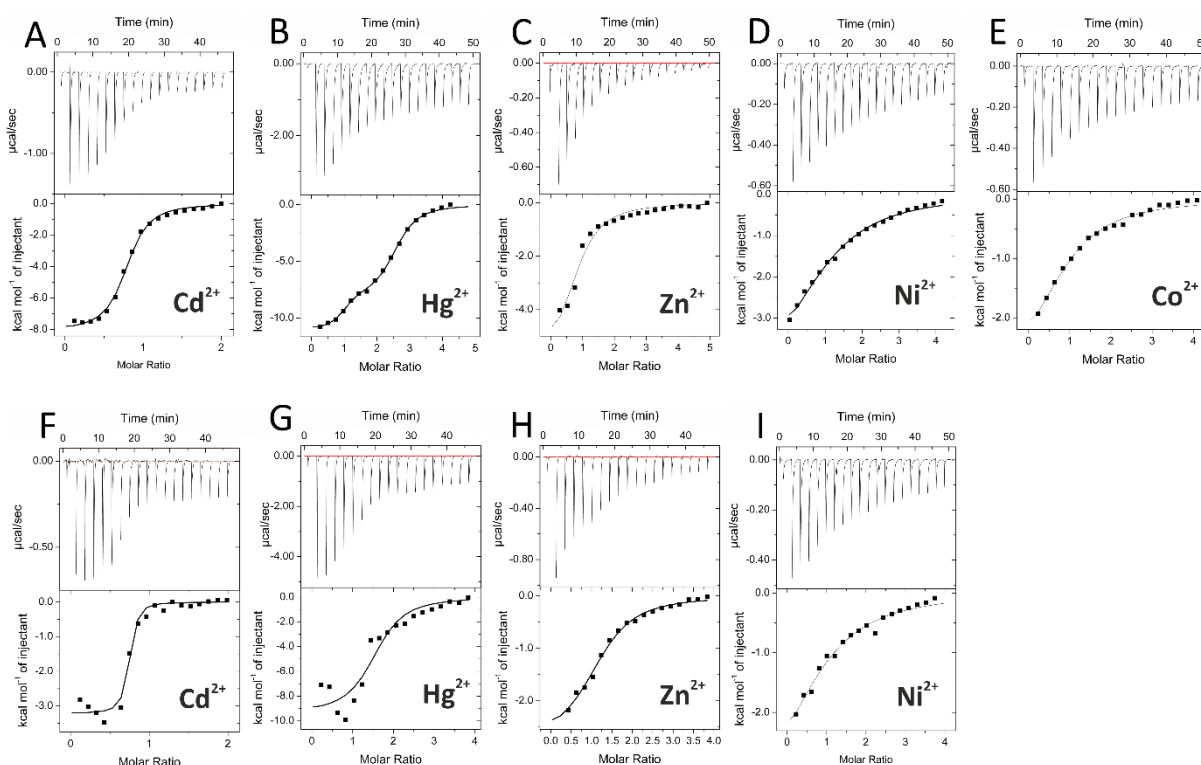 A
Time (min)
0 10 20 30 40
0.00
-1.00
µcal/sec
0.0
-2.0
-4.0
-6.0
-8.0
kcal mol⁻¹ of injectant
Cd²⁺
0 1 2
Molar Ratio
B
Time (min)
0 10 20 30 40 50
0.00
-2.00
µcal/sec
0.0
-5.0
-10.0
kcal mol⁻¹ of injectant
Hg²⁺
0 1 2 3 4 5
Molar Ratio
C
Time (min)
0 10 20 30 40 50
0.00
-0.20
-0.40
-0.60
µcal/sec
0.0
-2.0
-4.0
kcal mol⁻¹ of injectant
Zn²⁺
0 1 2 3 4 5
Molar Ratio
D
Time (min)
0 10 20 30 40 50
0.00
-0.20
-0.40
-0.60
µcal/sec
0.0
-1.0
-2.0
-3.0
kcal mol⁻¹ of injectant
Ni²⁺
0 1 2 3 4
Molar Ratio
E
Time (min)
0 10 20 30 40 50
0.00
-0.20
-0.40
-0.60
µcal/sec
0.0
-1.0
-2.0
kcal mol⁻¹ of injectant
Co²⁺
0 1 2 3 4
Molar Ratio
F
Time (min)
0 10 20 30 40
0.00
-0.50
µcal/sec
0.0
-1.0
-2.0
-3.0
kcal mol⁻¹ of injectant
Cd²⁺
0 1 2
Molar Ratio
G
Time (min)
0 10 20 30 40 50
0.00
-2.00
-4.00
µcal/sec
0.0
-2.0
-4.0
-6.0
-8.0
-10.0
kcal mol⁻¹ of injectant
Hg²⁺
0 1 2 3 4
Molar Ratio
H
Time (min)
0 10 20 30 40
0.00
-0.40
-0.80
µcal/sec
0.0
-1.0
-2.0
kcal mol⁻¹ of injectant
Zn²⁺
0.0 0.5 1.0 1.5 2.0 2.5 3.0 3.5 4.0
Molar Ratio
I
Time (min)
0 10 20 30 40 50
0.00
-0.20
-0.40
µcal/sec
0.0
-1.0
-2.0
kcal mol⁻¹ of injectant
Ni²⁺
0 1 2 3 4
Molar Ratio